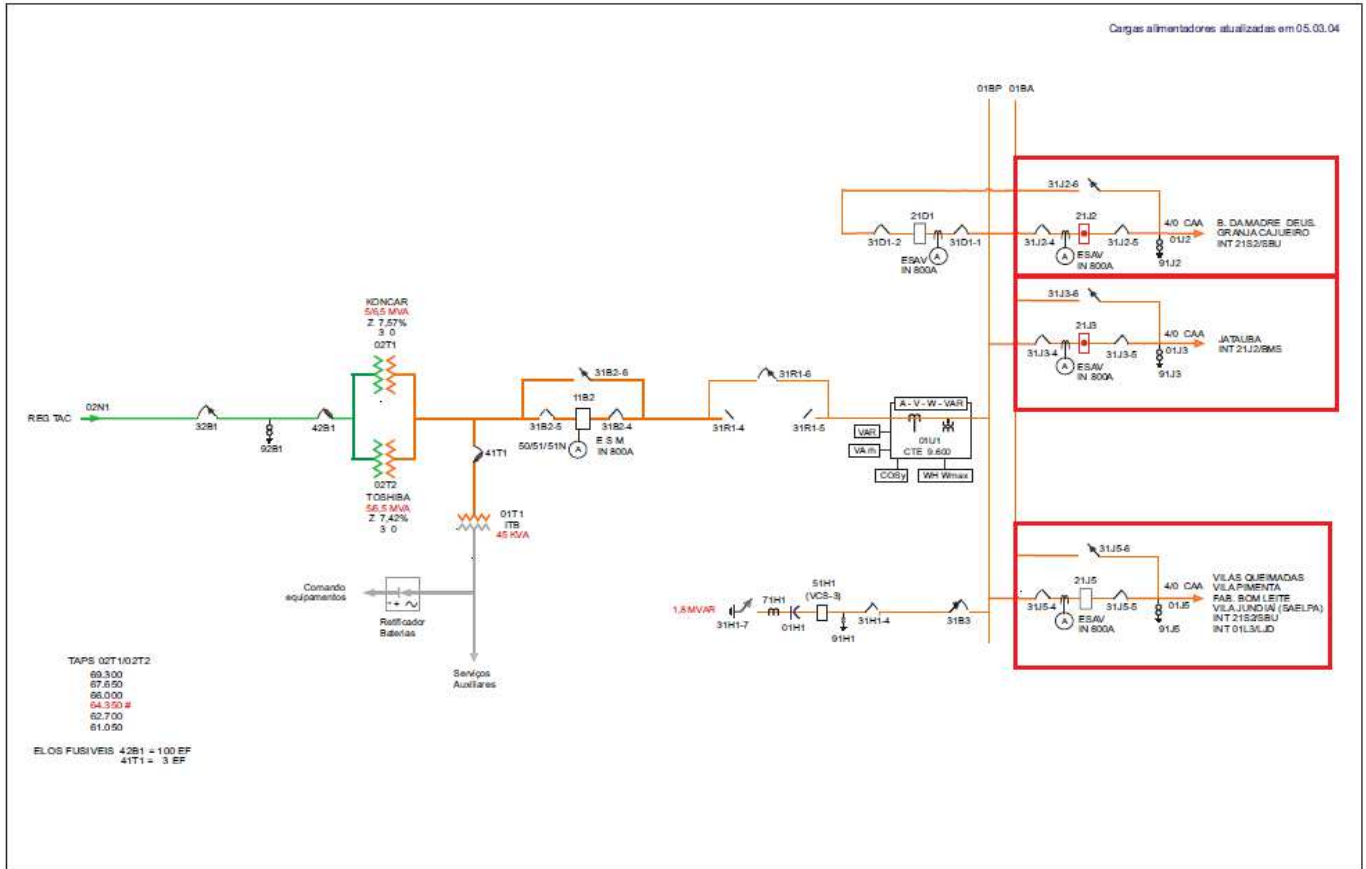 Cargas alimentadores atualizadas em 05.03.04
01BP 01BA
31J2-6
21D1
21J2
4/0 CAA
01J2
B. DA MADRE DEUS.
GRANJA CAJUEIRO
INT 21S2/SBU
31D1-2
31D1-1
31J2-4
31J2-5
A
ESAV
IN 800A
A
ESAV
IN 800A
91J2
31J3-6
21J3
4/0 CAA
01J3
JATAUBA
INT 21J2/BMS
31J3-4
31J3-5
A
ESAV
IN 800A
91J3
KONCAR
5/6,5 MVA
Z 7,57%
3 0
02T1
REG TAC
02N1
32B1
92B1
42B1
02T2
TOSHIBA
56,5 MVA
Z 7,42%
3 0
31B2-6
11B2
31B2-5
31B2-4
50/51/51N
A
E S M
IN 800A
41T1
31R1-6
31R1-4
31R1-5
A - V - W - VAR
VAR
VA h
01U1
CTE 9.600
COSy
WH Wmax
01T1
ITB
45 KVA
Comando
equipamentos
- + ~
Retificador
Baterias
Serviços
Auxiliares
1,8 MVAR
31H1-7
71H1
01H1
51H1
(VCS-3)
91H1
31H1-4
31B3
31J5-6
21J5
4/0 CAA
01J5
31J5-4
31J5-5
A
ESAV
IN 800A
91J5
VILAS QUEIMADAS
VILA PIMENTA
FAB. BOM LEITE
VILA JUNDIAÍ (SAELPA)
INT 21S2/SBU
INT 01L3/LJD
TAPS 02T1/02T2
69.300
67.650
66.000
64.350 #
62.700
61.050
ELOS FUSIVEIS 42B1 = 100 EF
41T1 = 3 EF